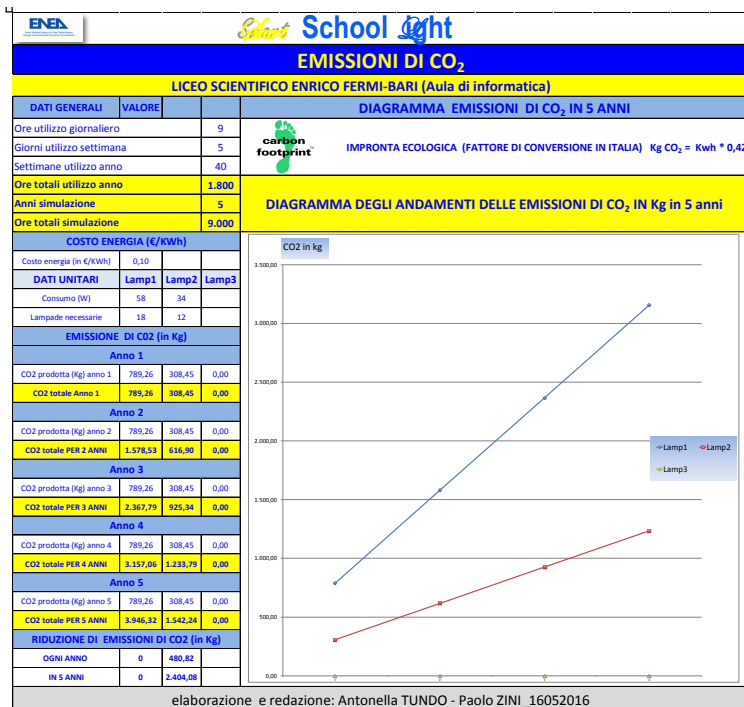 ENEA
Smart School Light
EMISSIONI DI CO2
LICEO SCIENTIFICO ENRICO FERMI-BARI (Aula di informatica)
DATI GENERALI VALORE
DIAGRAMMA EMISSIONI DI CO2 IN 5 ANNI
Ore utilizzo giornaliero 9
Giorni utilizzo settimana 5
Settimane utilizzo anno 40
carbon
footprint™
IMPRONTA ECOLOGICA (FATTORE DI CONVERSIONE IN ITALIA) Kg CO2 = Kwh * 0,42
Ore totali utilizzo anno 1.800
Anni simulazione 5
Ore totali simulazione 9.000
DIAGRAMMA DEGLI ANDAMENTI DELLE EMISSIONI DI CO2 IN Kg in 5 anni
COSTO ENERGIA (€/KWh)
Costo energia (in €/KWh) 0,10
DATI UNITARI Lamp1 Lamp2 Lamp3
Consumo (W) 58 34
Lampade necessarie 18 12
EMISSIONE DI C02 (in Kg)
Anno 1
CO2 prodotta (Kg) anno 1 789,26 308,45 0,00
CO2 totale Anno 1 789,26 308,45 0,00
Anno 2
CO2 prodotta (Kg) anno 2 789,26 308,45 0,00
CO2 totale PER 2 ANNI 1.578,53 616,90 0,00
Anno 3
CO2 prodotta (Kg) anno 3 789,26 308,45 0,00
CO2 totale PER 3 ANNI 2.367,79 925,34 0,00
Anno 4
CO2 prodotta (Kg) anno 4 789,26 308,45 0,00
CO2 totale PER 4 ANNI 3.157,06 1.233,79 0,00
Anno 5
CO2 prodotta (Kg) anno 5 789,26 308,45 0,00
CO2 totale PER 5 ANNI 3.946,32 1.542,24 0,00
RIDUZIONE DI EMISSIONI DI CO2 (in Kg)
OGNI ANNO 0 480,82
IN 5 ANNI 0 2.404,08
CO2 in kg
3.500,00
3.000,00
2.500,00
2.000,00
1.500,00
1.000,00
500,00
0,00
Lamp1 Lamp2
Lamp3
elaborazione e redazione: Antonella TUNDO - Paolo ZINI 16052016